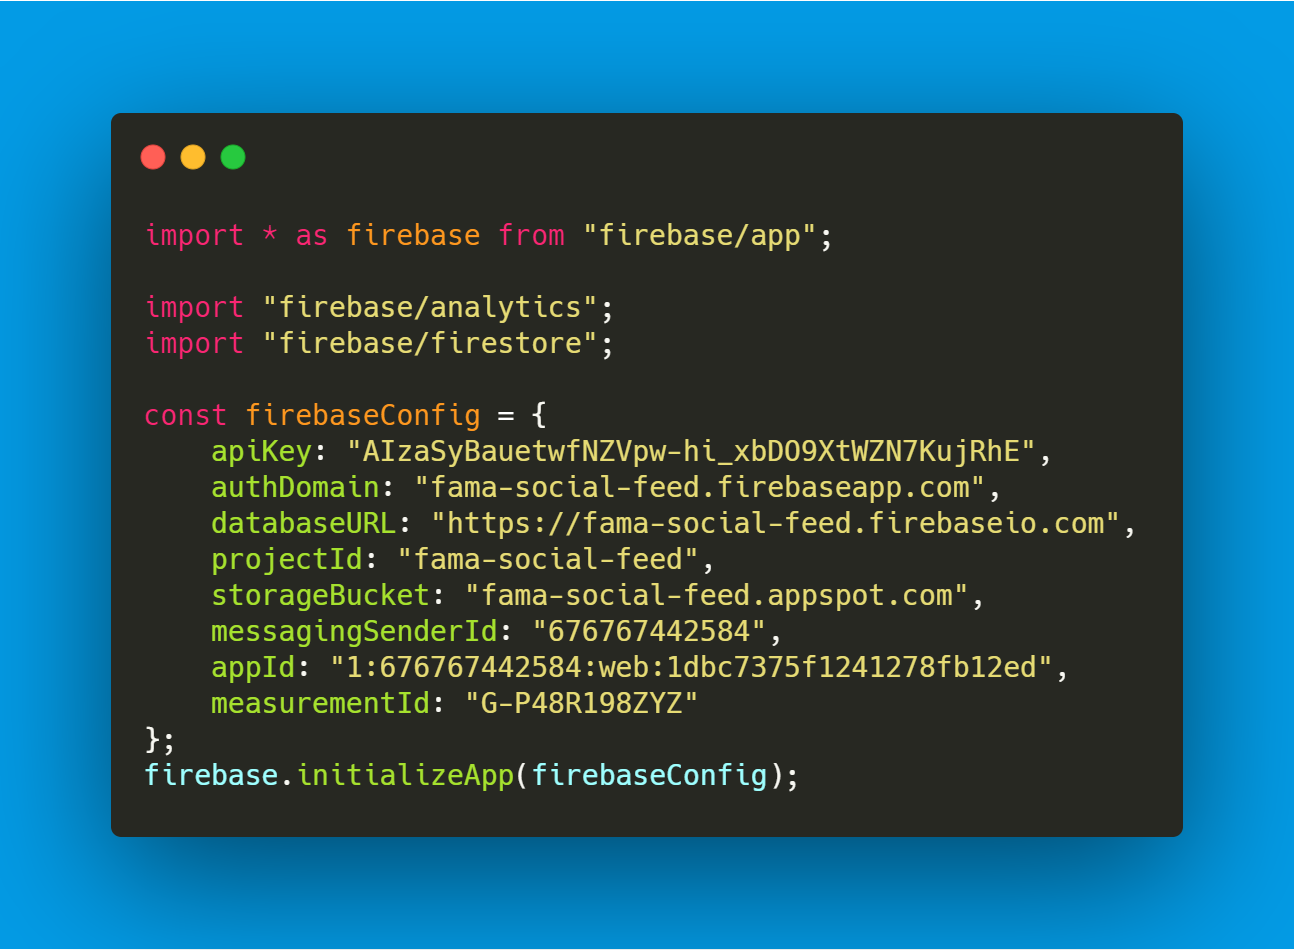 import * as firebase from "firebase/app";
import "firebase/analytics";
import "firebase/firestore";
const firebaseConfig = {
    apiKey: "AIzaSyBauetwfNZVpw-hi_xbDO9XtWZN7KujRhE",
    authDomain: "fama-social-feed.firebaseapp.com",
    databaseURL: "https://fama-social-feed.firebaseio.com",
    projectId: "fama-social-feed",
    storageBucket: "fama-social-feed.appspot.com",
    messagingSenderId: "676767442584",
    appId: "1:676767442584:web:1dbc7375f1241278fb12ed",
    measurementId: "G-P48R198ZYZ"
};
firebase.initializeApp(firebaseConfig);